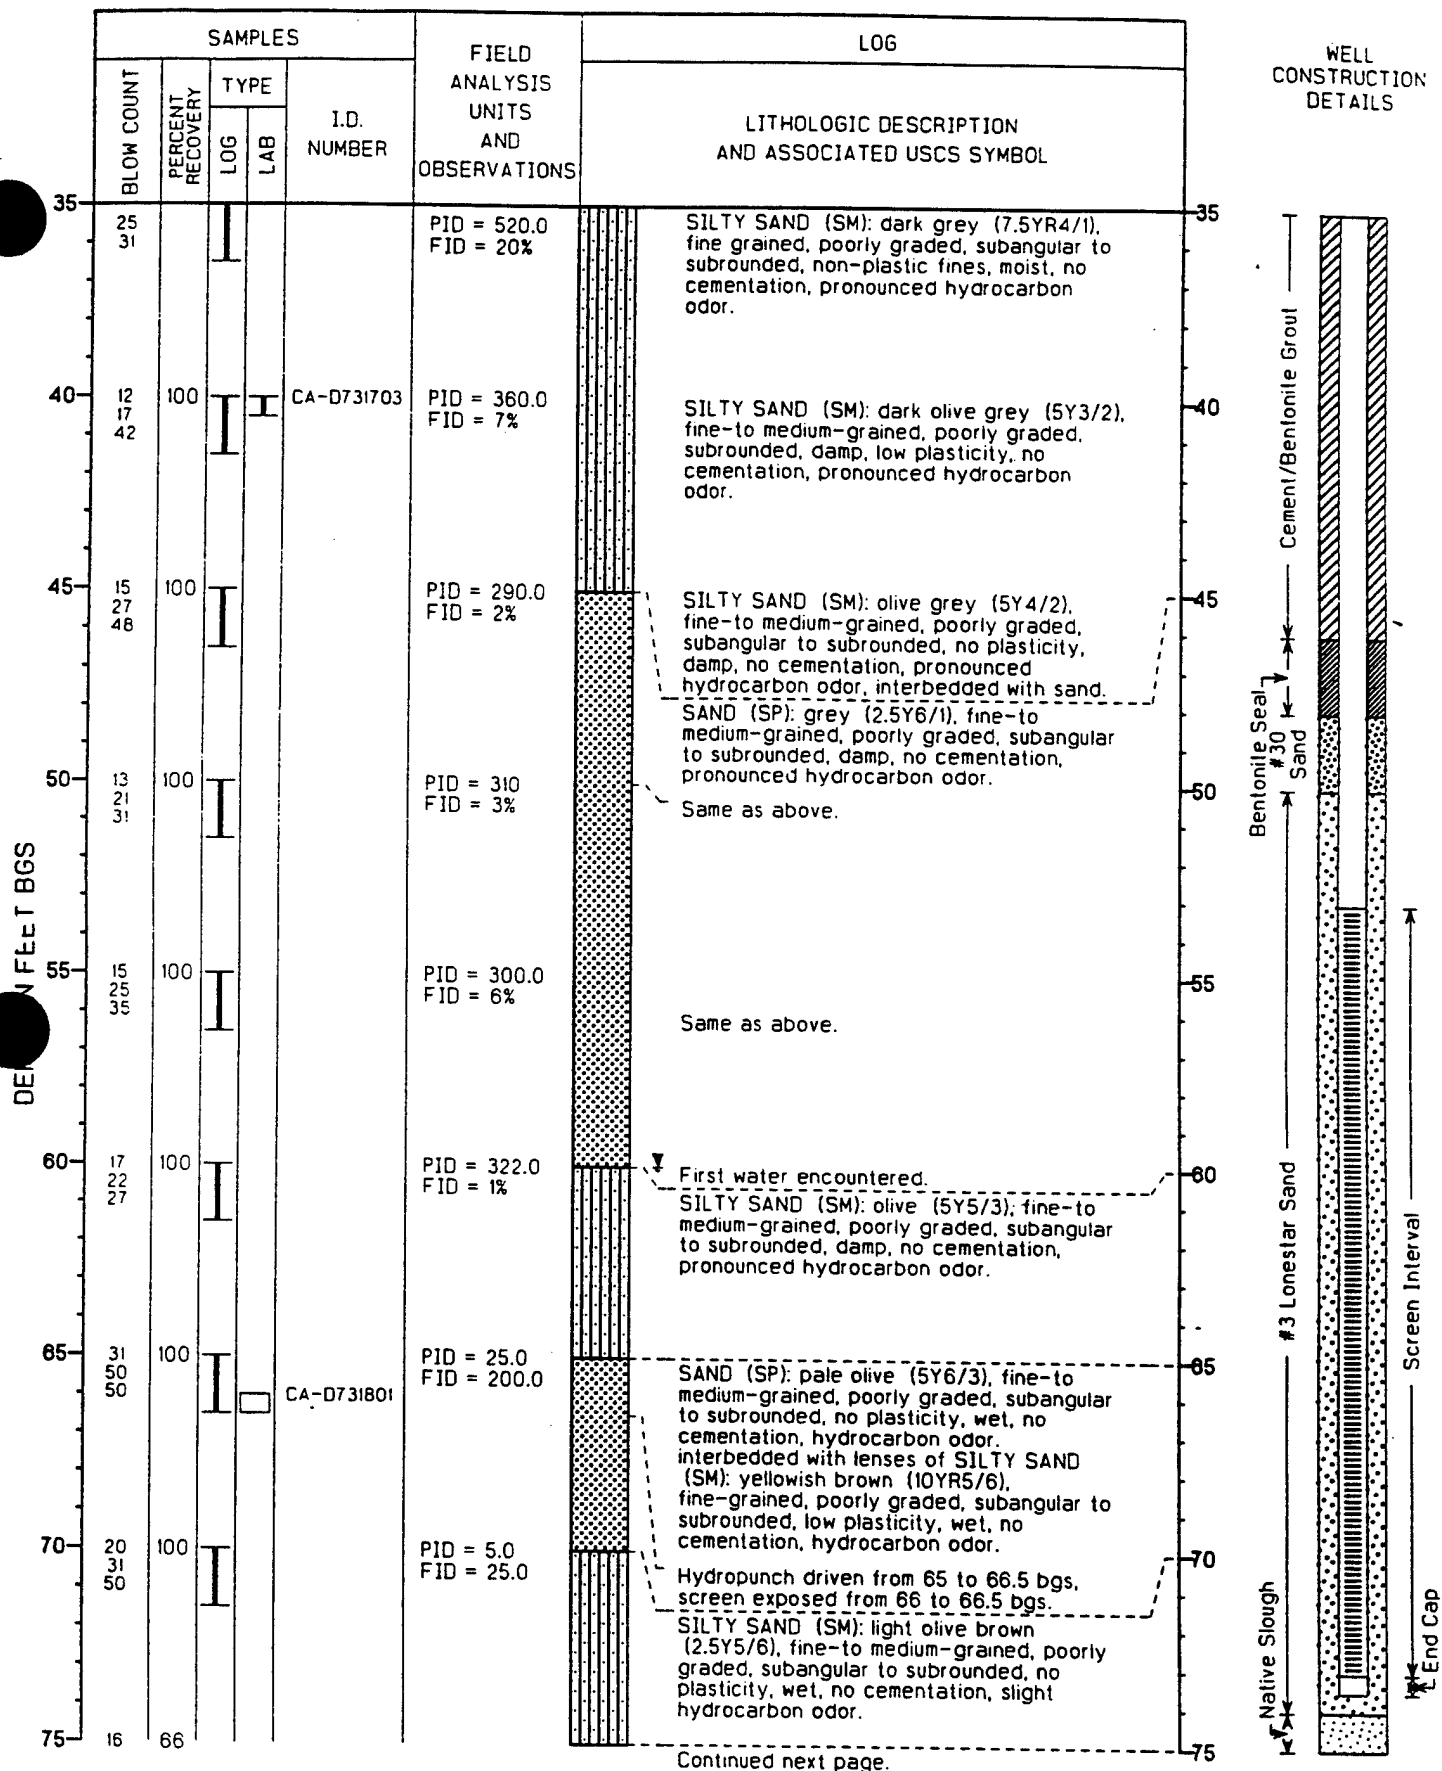 SAMPLES
FIELD
ANALYSIS
UNITS
AND
OBSERVATIONS
LOG
WELL
CONSTRUCTION
DETAILS
BLOW COUNT
PERCENT
RECOVERY
TYPE
LOG
LAB
I.D.
NUMBER
LITHOLOGIC DESCRIPTION
AND ASSOCIATED USCS SYMBOL
35
25
31
PID = 520.0
FID = 20%
SILTY SAND (SM): dark grey (7.5YR4/1),
fine grained, poorly graded, subangular to
subrounded, non-plastic fines, moist, no
cementation, pronounced hydrocarbon
odor.
35
40
12
17
42
100
CA-D731703
PID = 360.0
FID = 7%
SILTY SAND (SM): dark olive grey (5Y3/2),
fine-to medium-grained, poorly graded,
subrounded, damp, low plasticity, no
cementation, pronounced hydrocarbon
odor.
40
45
15
27
48
100
PID = 290.0
FID = 2%
SILTY SAND (SM): olive grey (5Y4/2),
fine-to medium-grained, poorly graded,
subangular to subrounded, no plasticity,
damp, no cementation, pronounced
hydrocarbon odor, interbedded with sand.
SAND (SP): grey (2.5Y6/1), fine-to
medium-grained, poorly graded, subangular
to subrounded, damp, no cementation,
pronounced hydrocarbon odor.
45
50
13
21
31
100
PID = 310
FID = 3%
Same as above.
50
55
15
25
35
100
PID = 300.0
FID = 6%
Same as above.
55
60
17
22
27
100
PID = 322.0
FID = 1%
First water encountered.
SILTY SAND (SM): olive (5Y5/3), fine-to
medium-grained, poorly graded, subangular
to subrounded, damp, no cementation,
pronounced hydrocarbon odor.
60
65
31
50
50
100
CA-D731801
PID = 25.0
FID = 200.0
SAND (SP): pale olive (5Y6/3), fine-to
medium-grained, poorly graded, subangular
to subrounded, no plasticity, wet, no
cementation, hydrocarbon odor.
interbedded with lenses of SILTY SAND
(SM): yellowish brown (10YR5/6),
fine-grained, poorly graded, subangular to
subrounded, low plasticity, wet, no
cementation, hydrocarbon odor.
65
70
20
31
50
100
PID = 5.0
FID = 25.0
Hydropunch driven from 65 to 66.5 bgs,
screen exposed from 66 to 66.5 bgs.
SILTY SAND (SM): light olive brown
(2.5Y5/6), fine-to medium-grained, poorly
graded, subangular to subrounded, no
plasticity, wet, no cementation, slight
hydrocarbon odor.
70
75
16
66
Continued next page.
75
N FEET BGS
Cement/Bentonile Grout
Bentonile Seal
#30
Sand
#3 Lonestar Sand
Screen Interval
Native Slough
End Cap